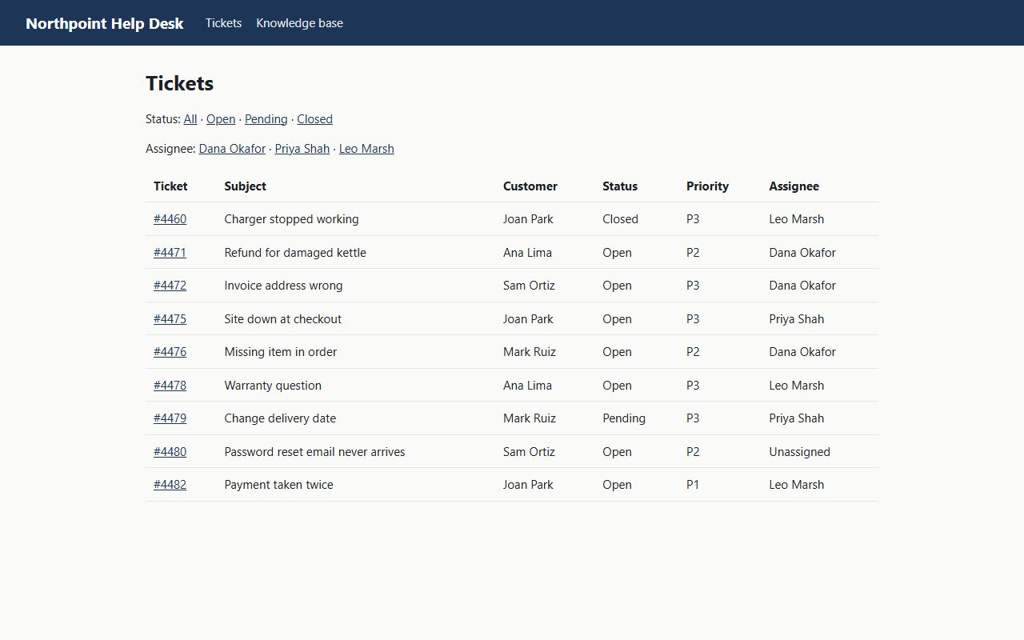 Northpoint Help Desk Tickets Knowledge base
Tickets
Status: All · Open · Pending · Closed
Assignee: Dana Okafor · Priya Shah · Leo Marsh
Ticket Subject Customer Status Priority Assignee
#4460 Charger stopped working Joan Park Closed P3 Leo Marsh
#4471 Refund for damaged kettle Ana Lima Open P2 Dana Okafor
#4472 Invoice address wrong Sam Ortiz Open P3 Dana Okafor
#4475 Site down at checkout Joan Park Open P3 Priya Shah
#4476 Missing item in order Mark Ruiz Open P2 Dana Okafor
#4478 Warranty question Ana Lima Open P3 Leo Marsh
#4479 Change delivery date Mark Ruiz Pending P3 Priya Shah
#4480 Password reset email never arrives Sam Ortiz Open P2 Unassigned
#4482 Payment taken twice Joan Park Open P1 Leo Marsh